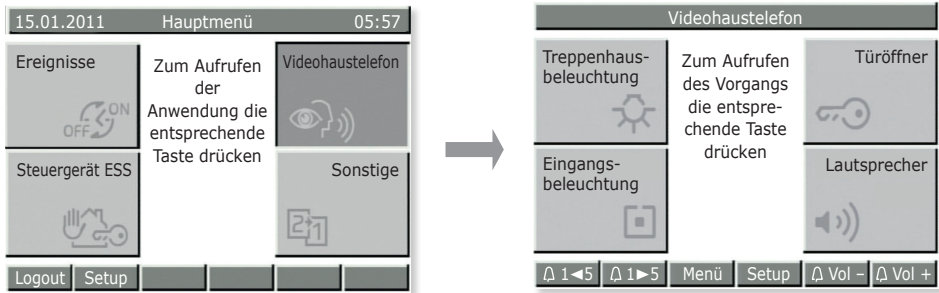 15.01.2011 Hauptmenü 05:57
Ereignisse
ON
OFF
Zum Aufrufen
der
Anwendung die
entsprechende
Taste drücken
Videohaustelefon
Steuergerät ESS
Sonstige
2 1
Logout Setup
Videohaustelefon
Treppenhaus-
beleuchtung
Zum Aufrufen
des Vorgangs
die entspre-
chende Taste
drücken
Türöffner
Eingangs-
beleuchtung
Lautsprecher
1◄5 1►5 Menü Setup Vol – Vol +